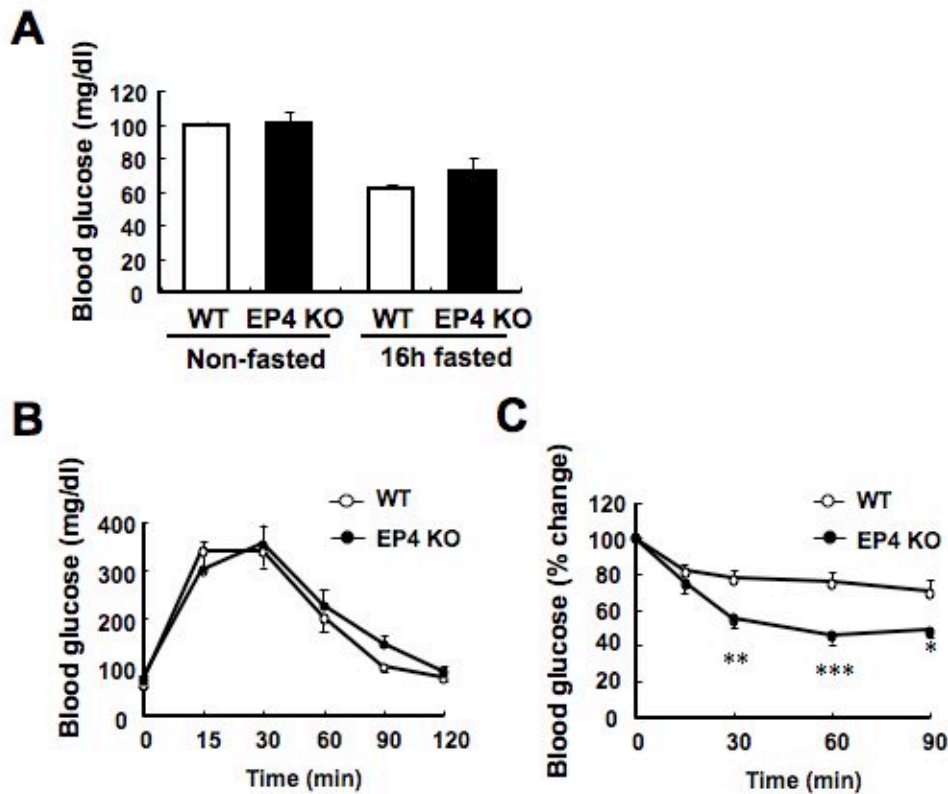 A
Blood glucose (mg/dl)
120
100
80
60
40
20
0
WT EP4 KO WT EP4 KO
Non-fasted 16h fasted
B
Blood glucose (mg/dl)
400
300
200
100
0
WT
EP4 KO
0 15 30 60 90 120
Time (min)
C
Blood glucose (% change)
120
100
80
60
40
20
0
WT
EP4 KO
** *** *
0 30 60 90
Time (min)